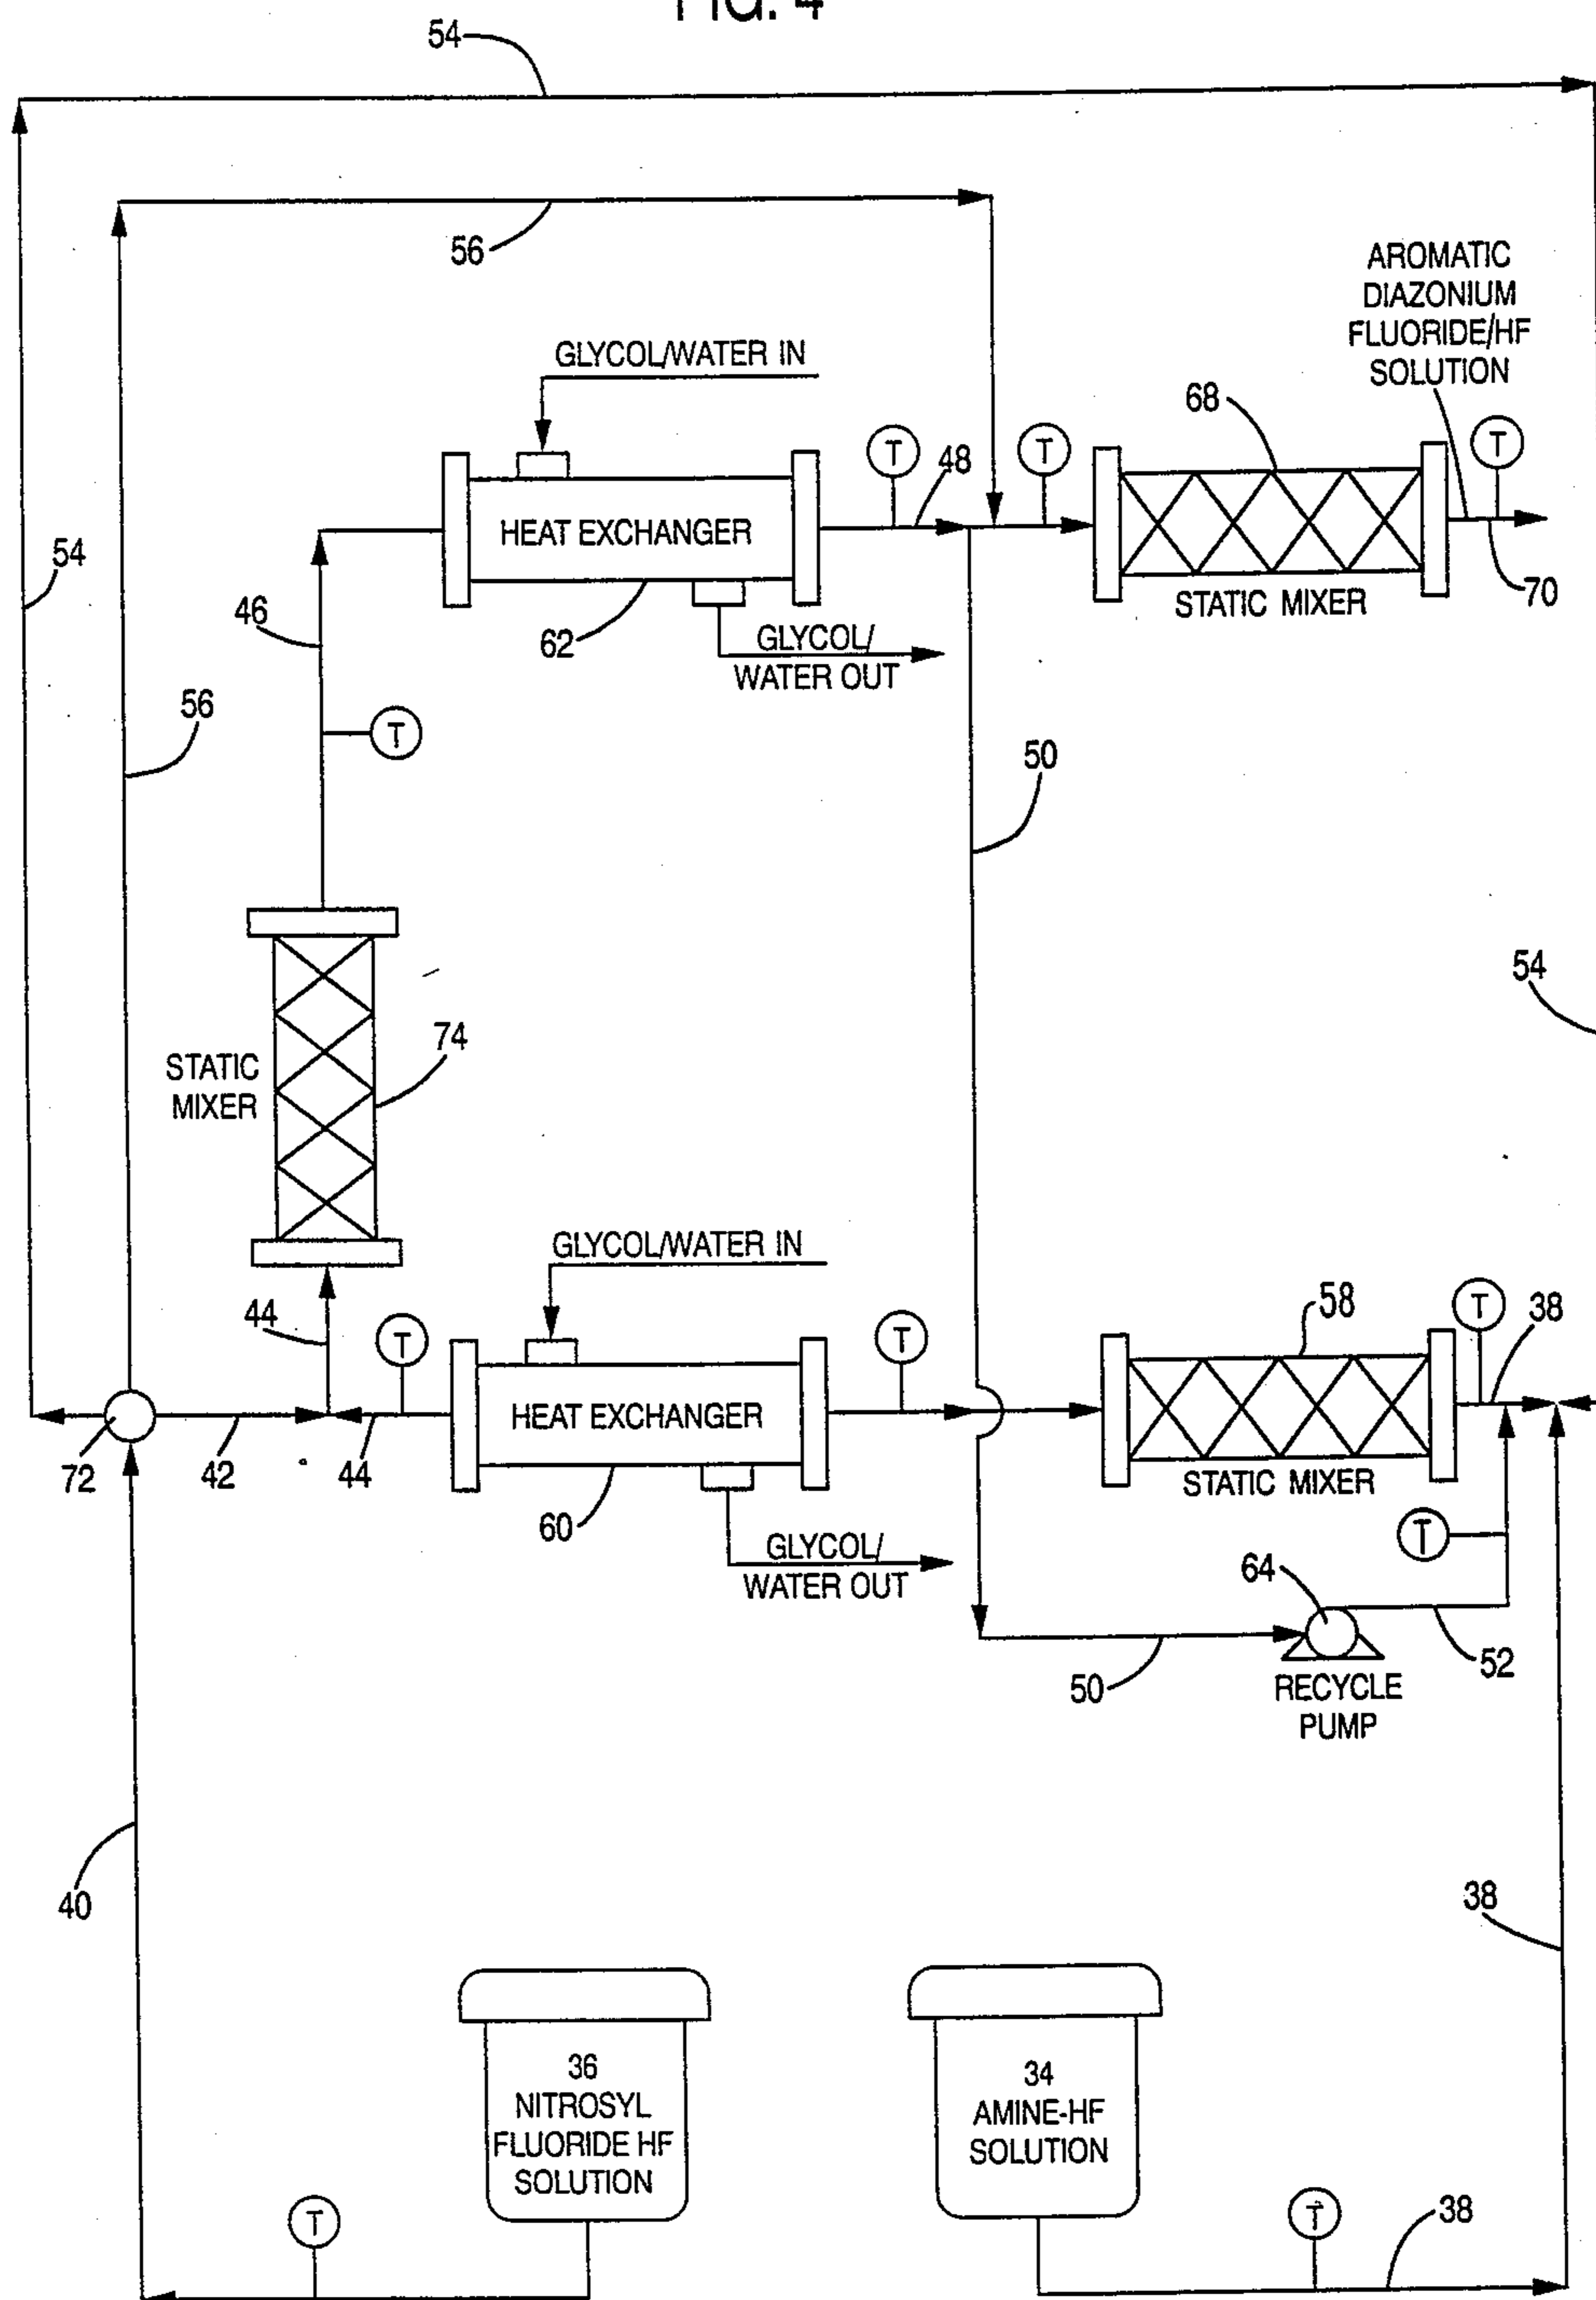 FIG. 4
54
56
AROMATIC
DIAZONIUM
FLUORIDE/HF
SOLUTION
GLYCOL/WATER IN
68
T
T
T
48
HEAT EXCHANGER
54
46
62
GLYCOL/
WATER OUT
STATIC MIXER
70
56
T
50
54
STATIC
MIXER
74
GLYCOL/WATER IN
44
T
T
58
T
38
HEAT EXCHANGER
72
42
44
60
GLYCOL/
WATER OUT
STATIC MIXER
T
64
50
52
RECYCLE
PUMP
40
38
36
NITROSYL
FLUORIDE HF
SOLUTION
34
AMINE-HF
SOLUTION
T
T
38